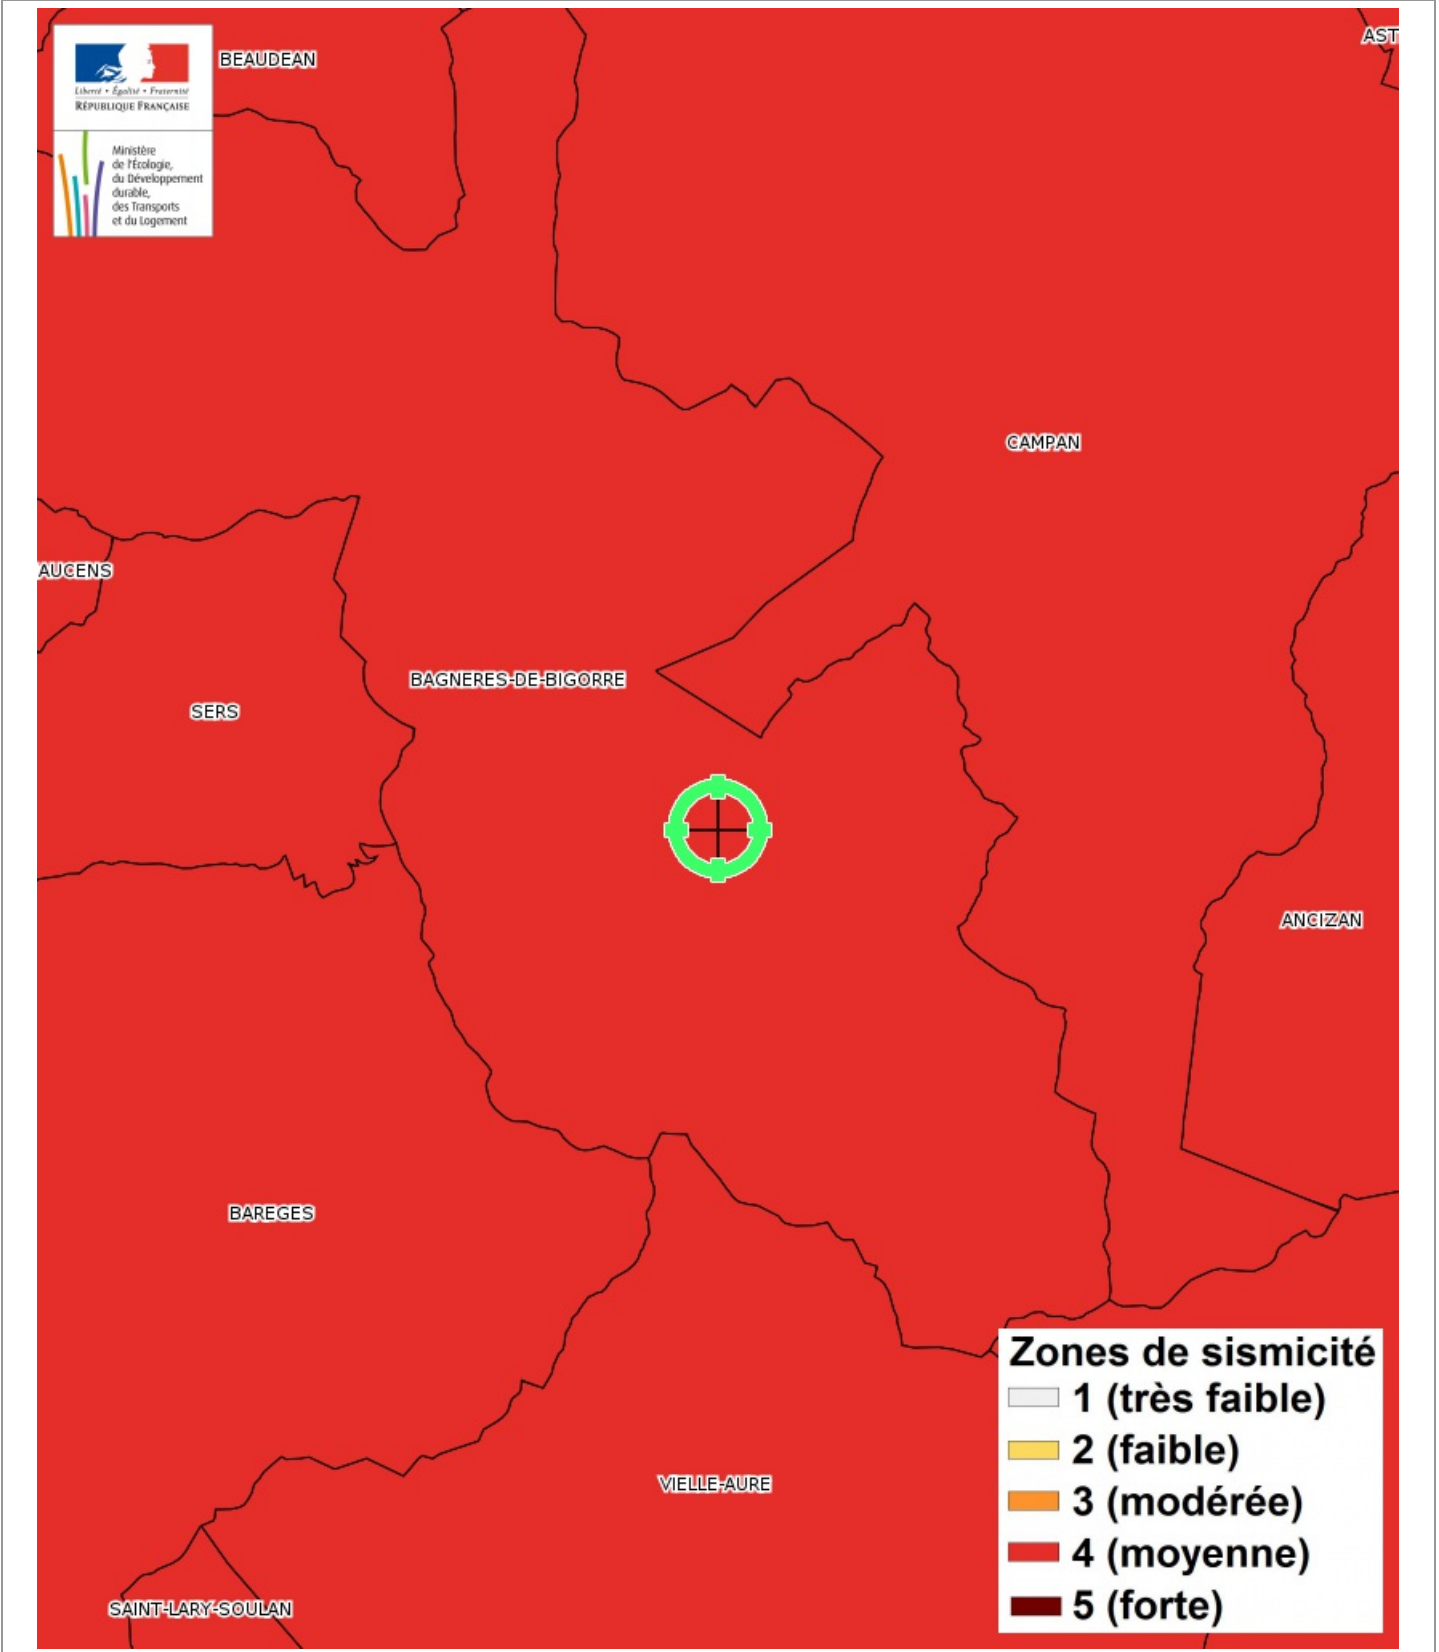 BEAUDEAN
AST
Liberté • Égalité • Fraternité
RÉPUBLIQUE FRANÇAISE
Ministère
de l'Écologie,
du Développement
durable,
des Transports
et du Logement
CAMPAN
AUCENS
BAGNERES-DE-BIGORRE
SERS
ANCIZAN
BAREGES
VIELLE-AURE
SAINT-LARY-SOULAN
Zones de sismicité
1 (très faible)
2 (faible)
3 (modérée)
4 (moyenne)
5 (forte)